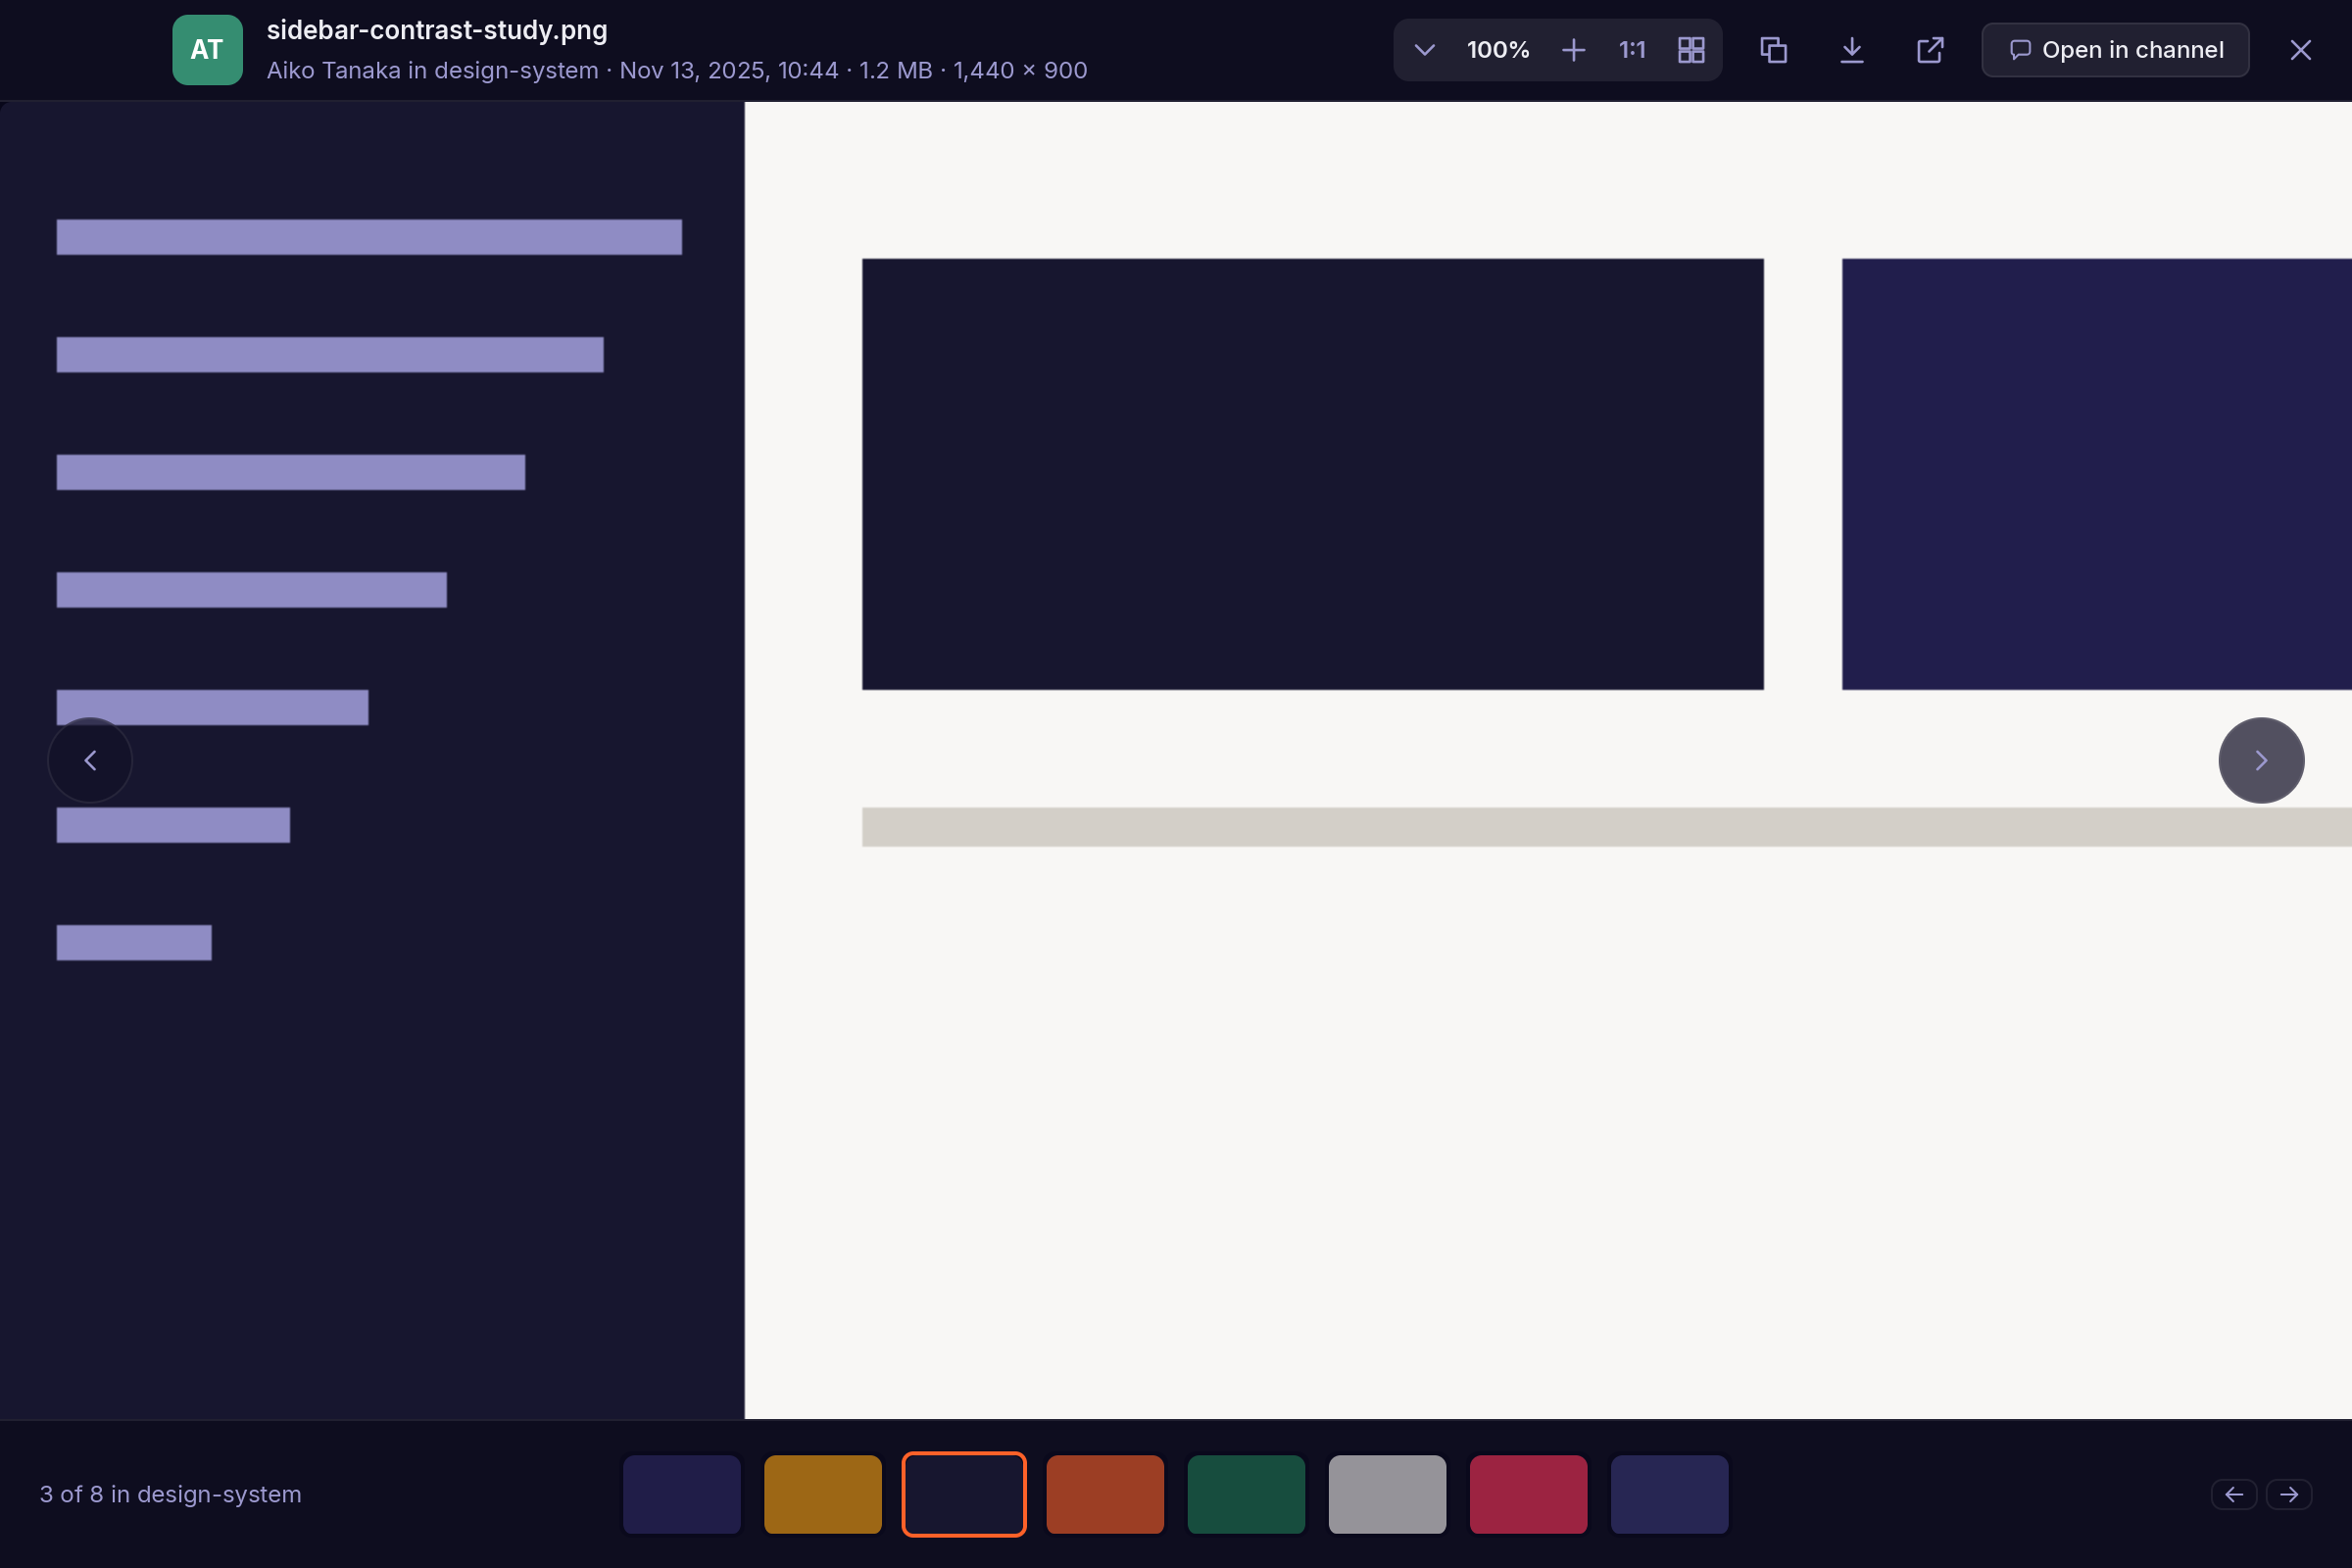 AT
sidebar-contrast-study.png
Aiko Tanaka in design-system · Nov 13, 2025, 10:44 · 1.2 MB · 1,440 × 900
100%
1:1
Open in channel
3 of 8 in design-system